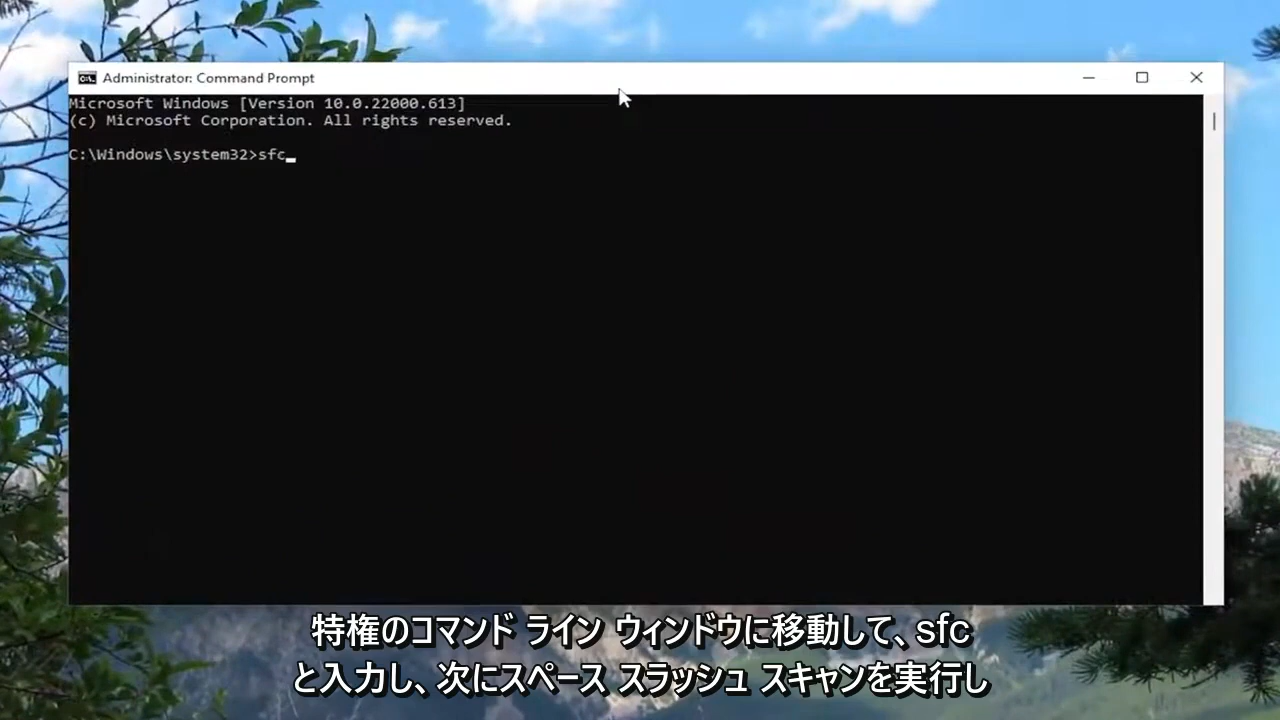 Administrator: Command Prompt
Microsoft Windows [Version 10.0.22000.613]
(c) Microsoft Corporation. All rights reserved.
C:\Windows\system32>sfc
特権のコマンド ライン ウィンドウに移動して、sfc
と入力し、次にスペース スラッシュ スキャンを実行し